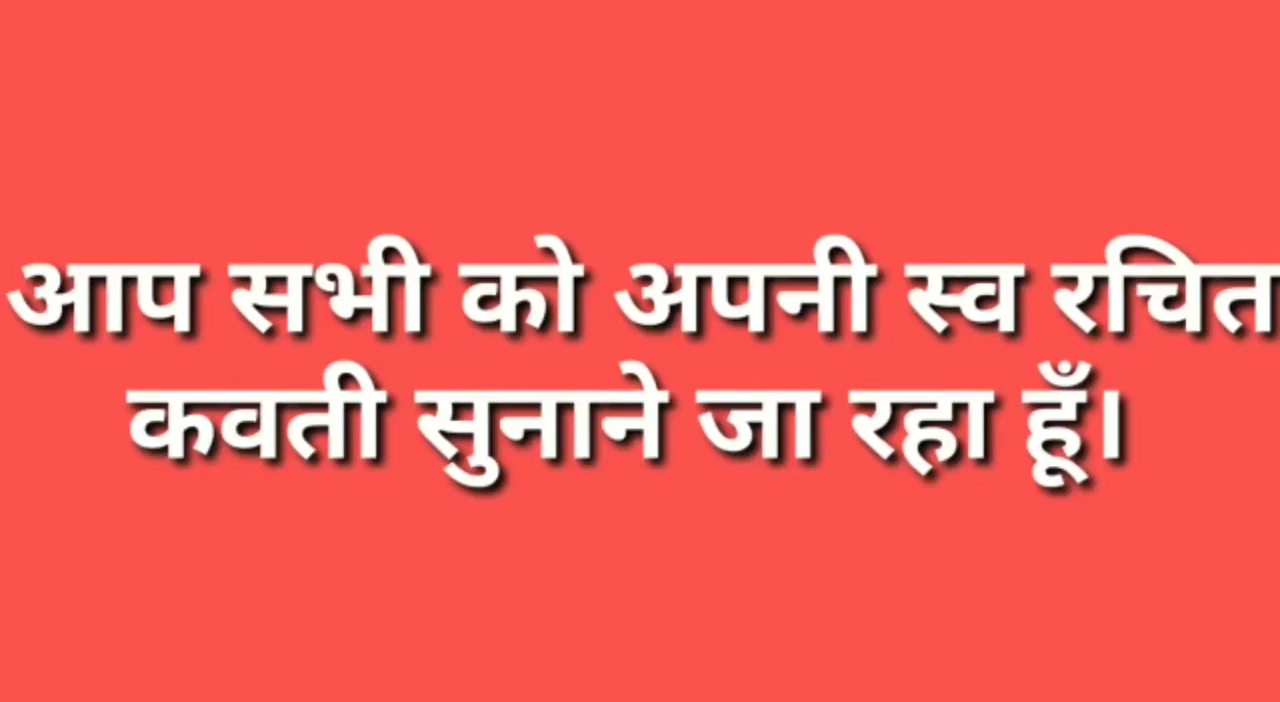 आप सभी को अपनी स्व रचित
कवती सुनाने जा रहा हूँ।